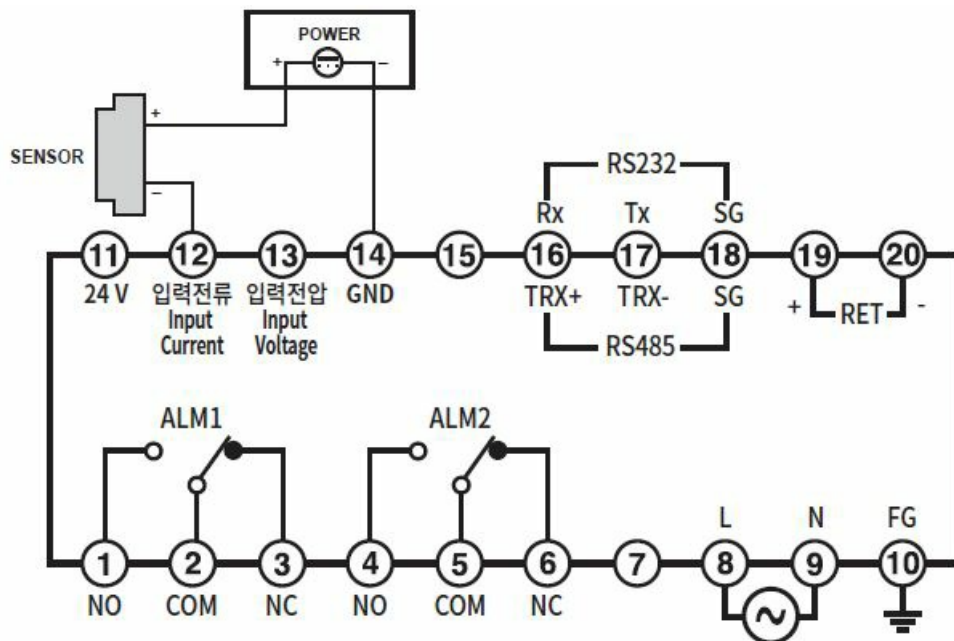 POWER
+ −
+
SENSOR
−
RS232
Rx Tx SG
11 12 13 14 15 16 17 18 19 20
24 V 입력전류 입력전압 GND TRX+ TRX- SG
Input Input
Current Voltage
+ RET -
RS485
ALM1 ALM2
L N FG
1 2 3 4 5 6 7 8 9 10
NO COM NC NO COM NC